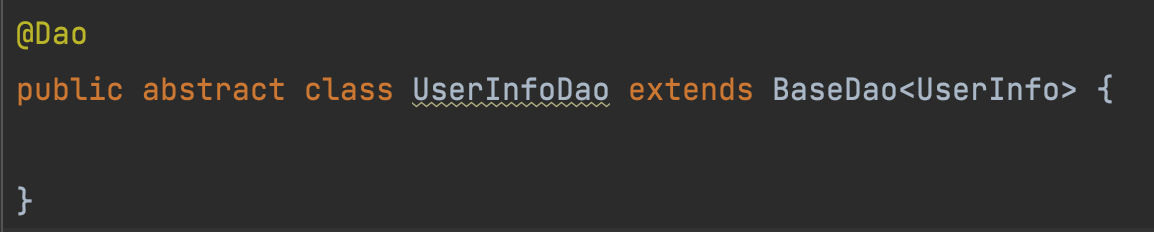 @Dao
public abstract class UserInfoDao extends BaseDao<UserInfo> {
}